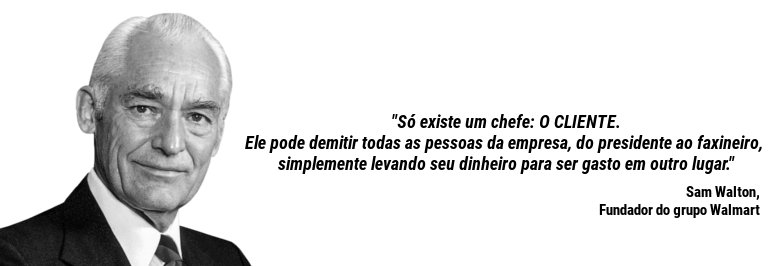 "Só existe um chefe: O CLIENTE.
Ele pode demitir todas as pessoas da empresa, do presidente ao faxineiro,
simplesmente levando seu dinheiro para ser gasto em outro lugar."
Sam Walton,
Fundador do grupo Walmart